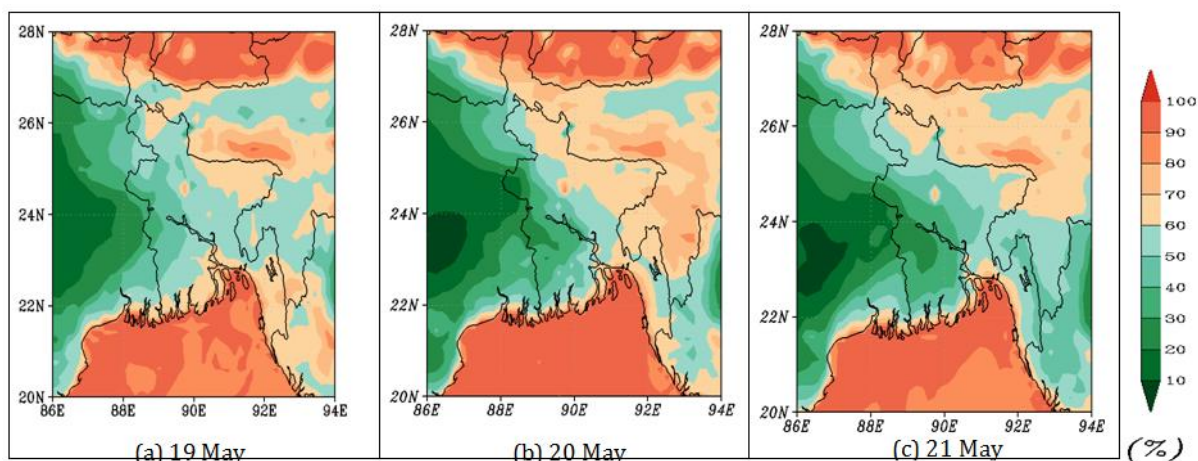 28N
26N
24N
22N
20N
86E 88E 90E 92E 94E
(a) 19 May
28N
26N
24N
22N
20N
86E 88E 90E 92E 94E
(b) 20 May
28N
26N
24N
22N
20N
86E 88E 90E 92E 94E
(c) 21 May
100
90
80
70
60
50
40
30
20
10
(%)